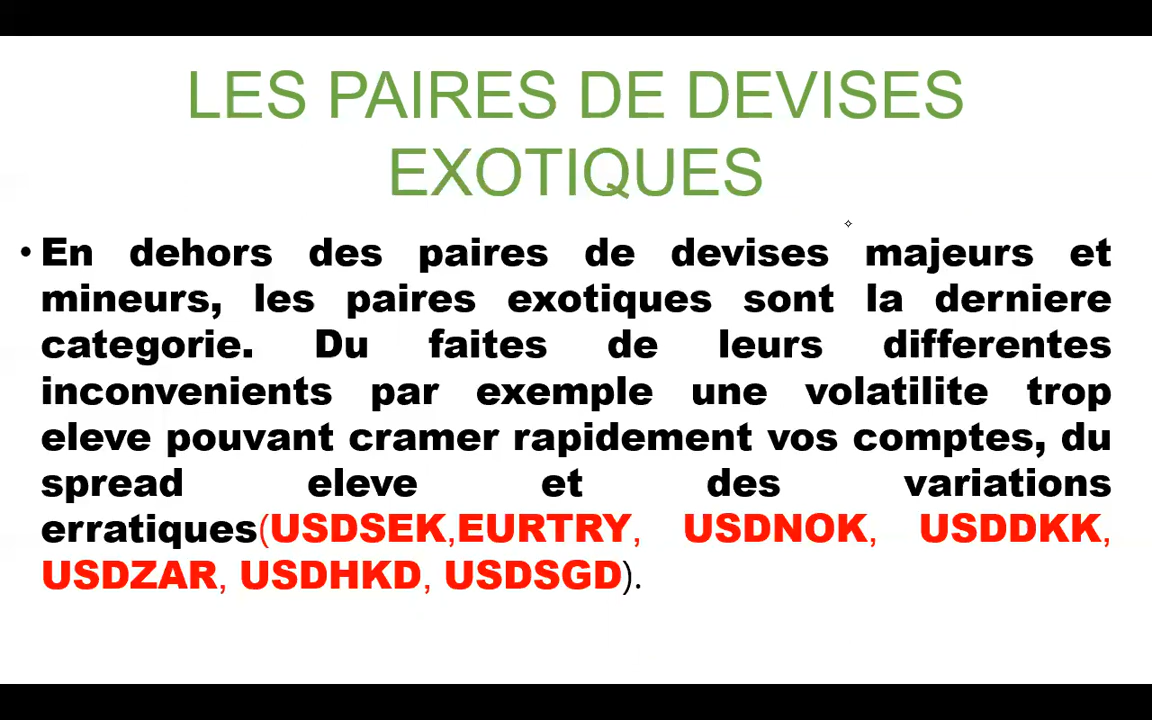 LES PAIRES DE DEVISES
EXOTIQUES
• En dehors des paires de devises majeurs et
mineurs, les paires exotiques sont la derniere
categorie. Du faites de leurs differentes
inconvenients par exemple une volatilite trop
eleve pouvant cramer rapidement vos comptes, du
spread eleve et des variations
erratiques(USDSEK,EURTRY, USDNOK, USDDKK,
USDZAR, USDHKD, USDSGD).